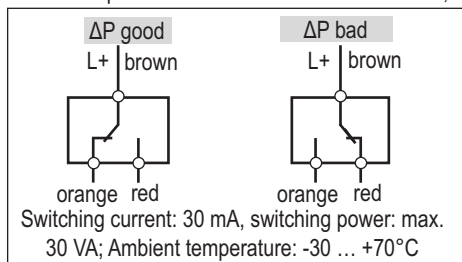 ΔP good ΔP bad
L+ brown L+ brown
orange red orange red
Switching current: 30 mA, switching power: max.
30 VA; Ambient temperature: -30 … +70°C